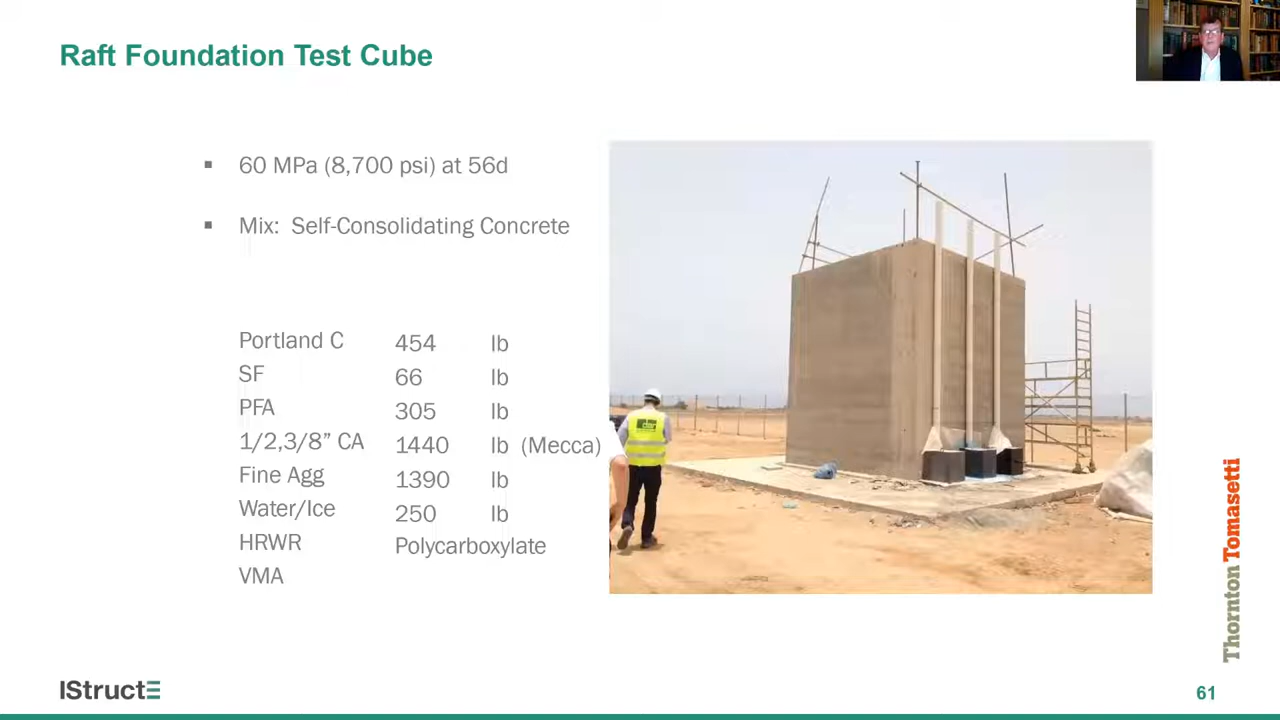 Raft Foundation Test Cube
▪ 60 MPa (8,700 psi) at 56d
▪ Mix: Self-Consolidating Concrete
Portland C 454 lb
SF 66 lb
PFA 305 lb
1/2,3/8” CA 1440 lb (Mecca)
Fine Agg 1390 lb
Water/Ice 250 lb
HRWR Polycarboxylate
VMA
Thornton Tomasetti
IStructE
61